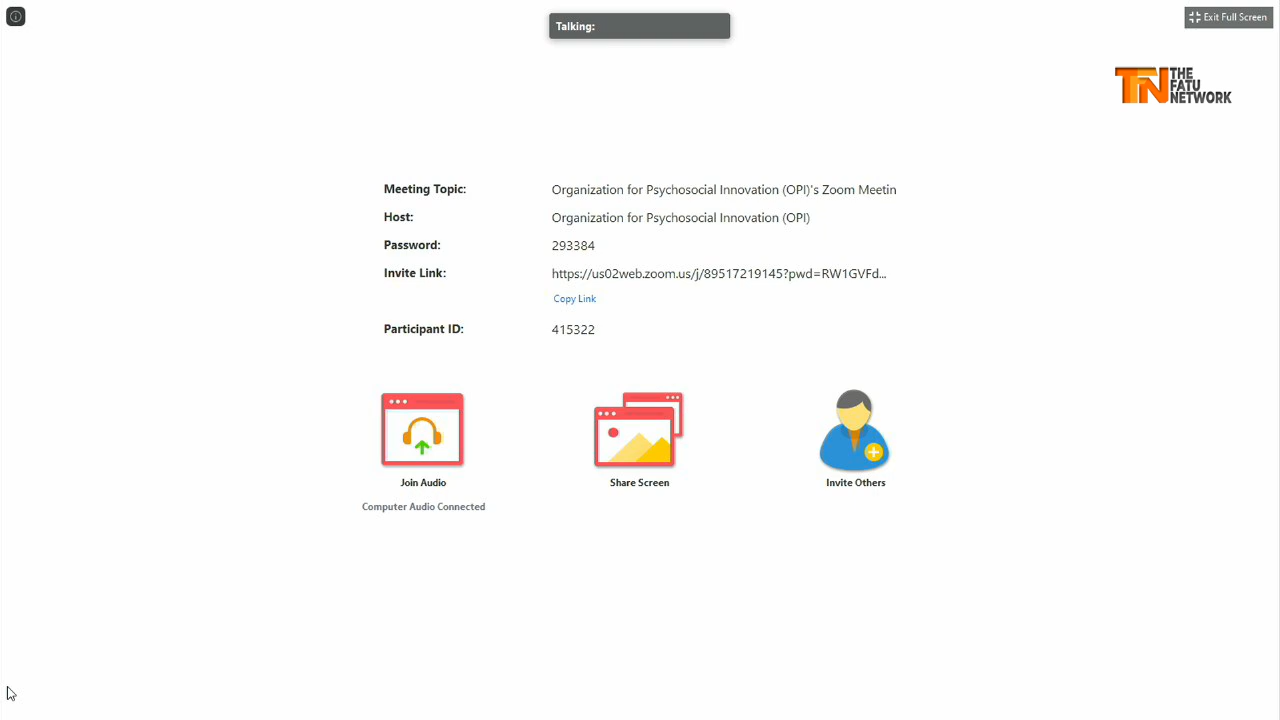 Talking:
Exit Full Screen
TFN THE FATU NETWORK
Meeting Topic: Organization for Psychosocial Innovation (OPI)'s Zoom Meetin
Host: Organization for Psychosocial Innovation (OPI)
Password: 293384
Invite Link: https://us02web.zoom.us/j/89517219145?pwd=RW1GVFd...
Copy Link
Participant ID: 415322
Join Audio
Share Screen
Invite Others
Computer Audio Connected